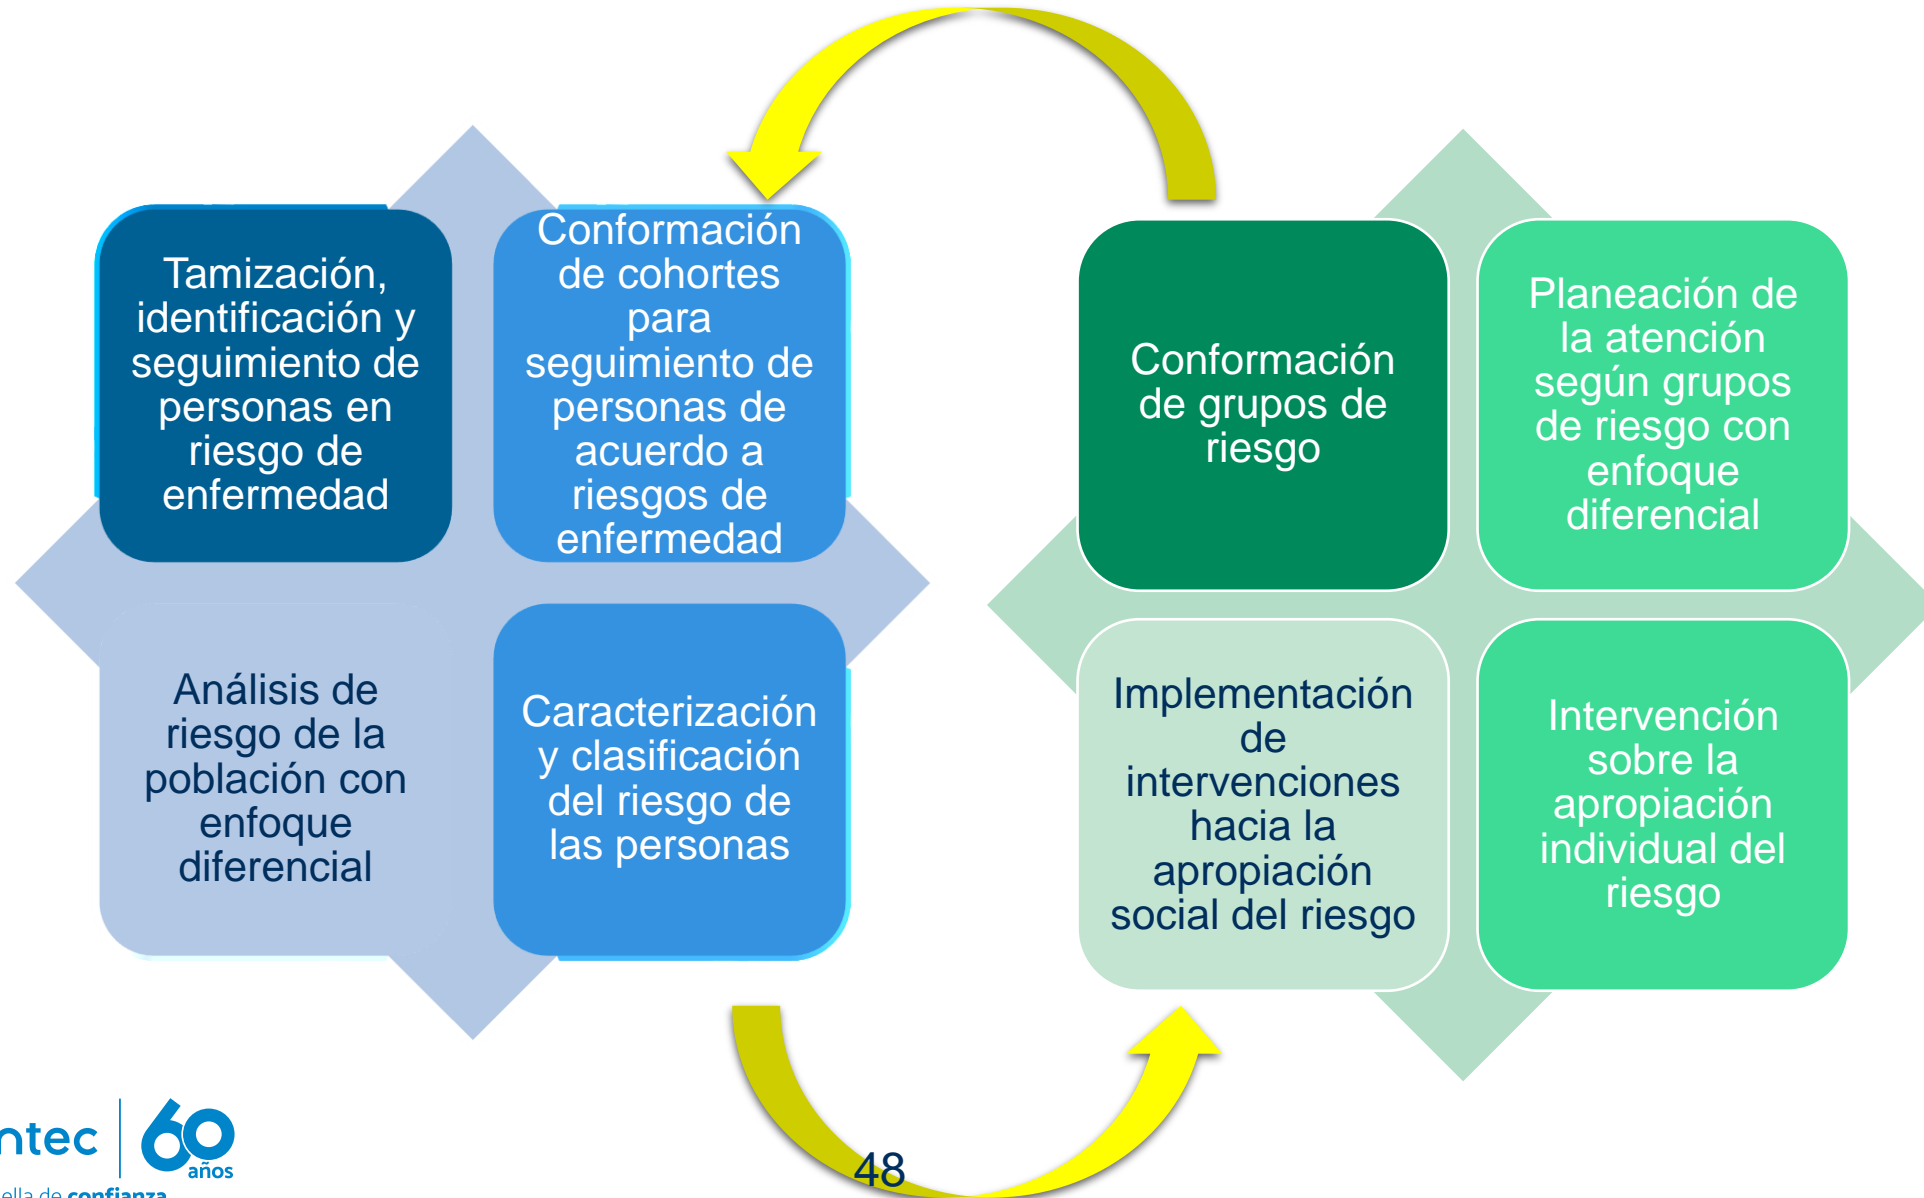 Tamización,
identificación y
seguimiento de
personas en
riesgo de
enfermedad
Conformación
de cohortes
para
seguimiento de
personas de
acuerdo a
riesgos de
enfermedad
Análisis de
riesgo de la
población con
enfoque
diferencial
Caracterización
y clasificación
del riesgo de
las personas
Conformación
de grupos de
riesgo
Planeación de
la atención
según grupos
de riesgo con
enfoque
diferencial
Implementación
de
intervenciones
hacia la
apropiación
social del riesgo
Intervención
sobre la
apropiación
individual del
riesgo
ntec
60
años
ella de confianza
48